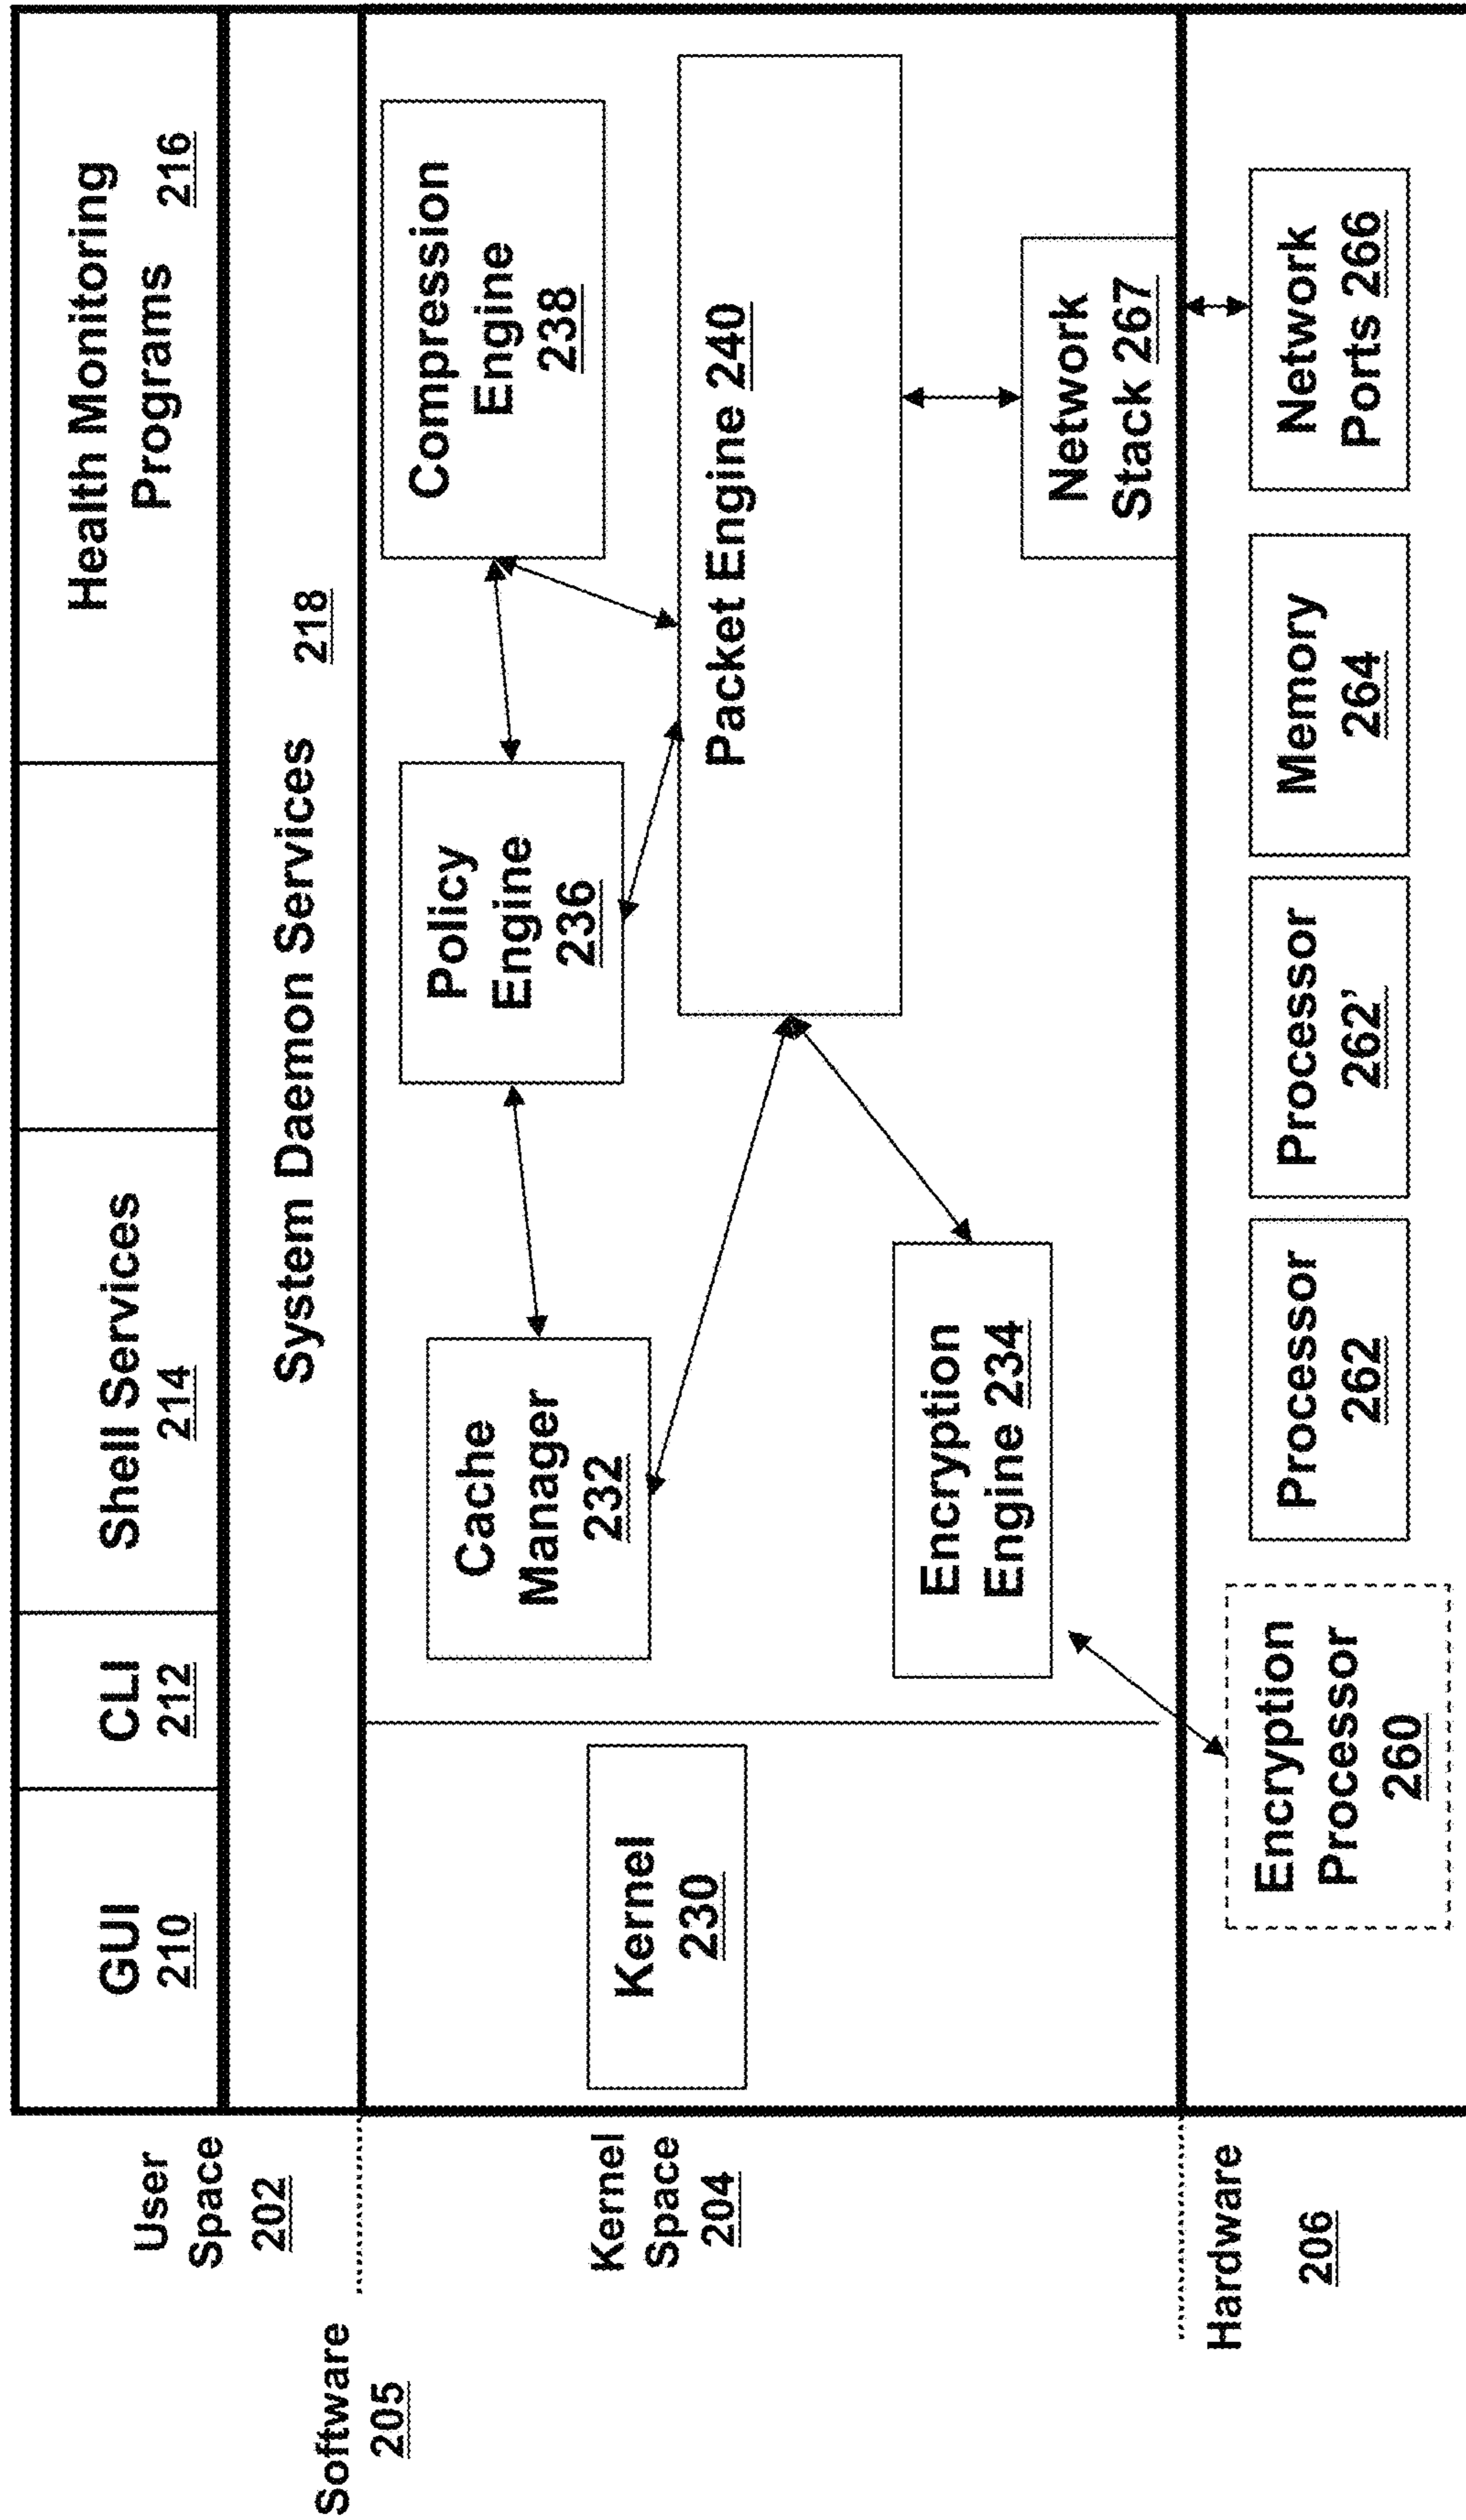 GUI
210
CLI
212
Shell Services
214
Health Monitoring
Programs 216
User
Space
202
System Daemon Services 218
Software
205
Kernel
Space
204
Kernel
230
Cache
Manager
232
Policy
Engine
236
Compression
Engine
238
Packet Engine 240
Encryption
Engine 234
Network
Stack 267
Hardware
206
Encryption
Processor
260
Processor
262
Processor
262’
Memory
264
Network
Ports 266